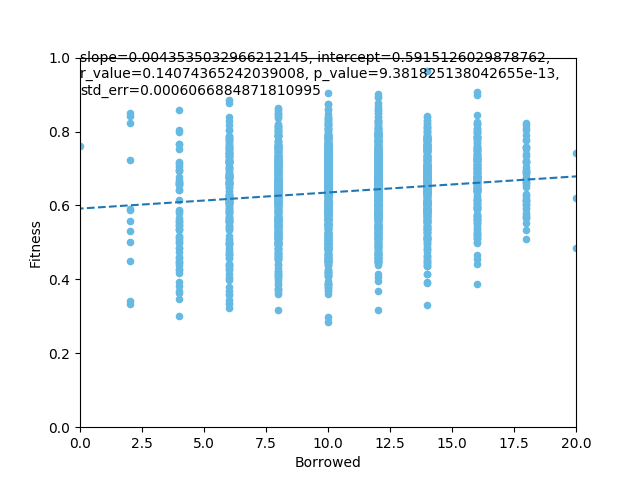 slope=0.0043535032966212145, intercept=0.5915126029878762,
r_value=0.14074365242039008, p_value=9.381825138042655e-13,
std_err=0.0006066884871810995
1.0
0.8
0.6
0.4
0.2
0.0
Fitness
0.0 2.5 5.0 7.5 10.0 12.5 15.0 17.5 20.0
Borrowed